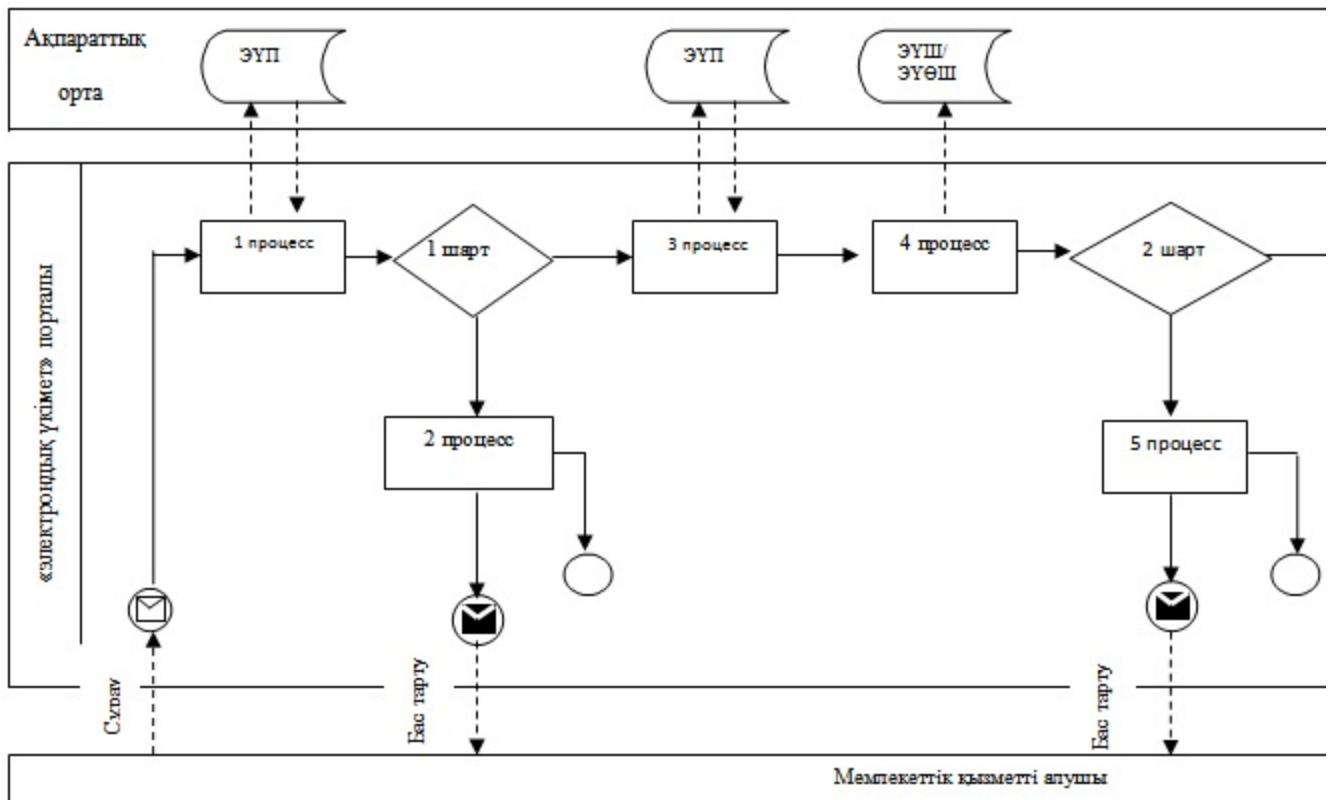 Ақпараттық
орта
ЭҮП
ЭҮП
ЭҮШ/
ЭҮӨШ
«электрондық үкімет» порталы
1 процесс
1 шарт
3 процесс
4 процесс
2 шарт
2 процесс
5 процесс
Сұрау
Бас тарту
Бас тарту
Мемлекеттік қызметті алушы